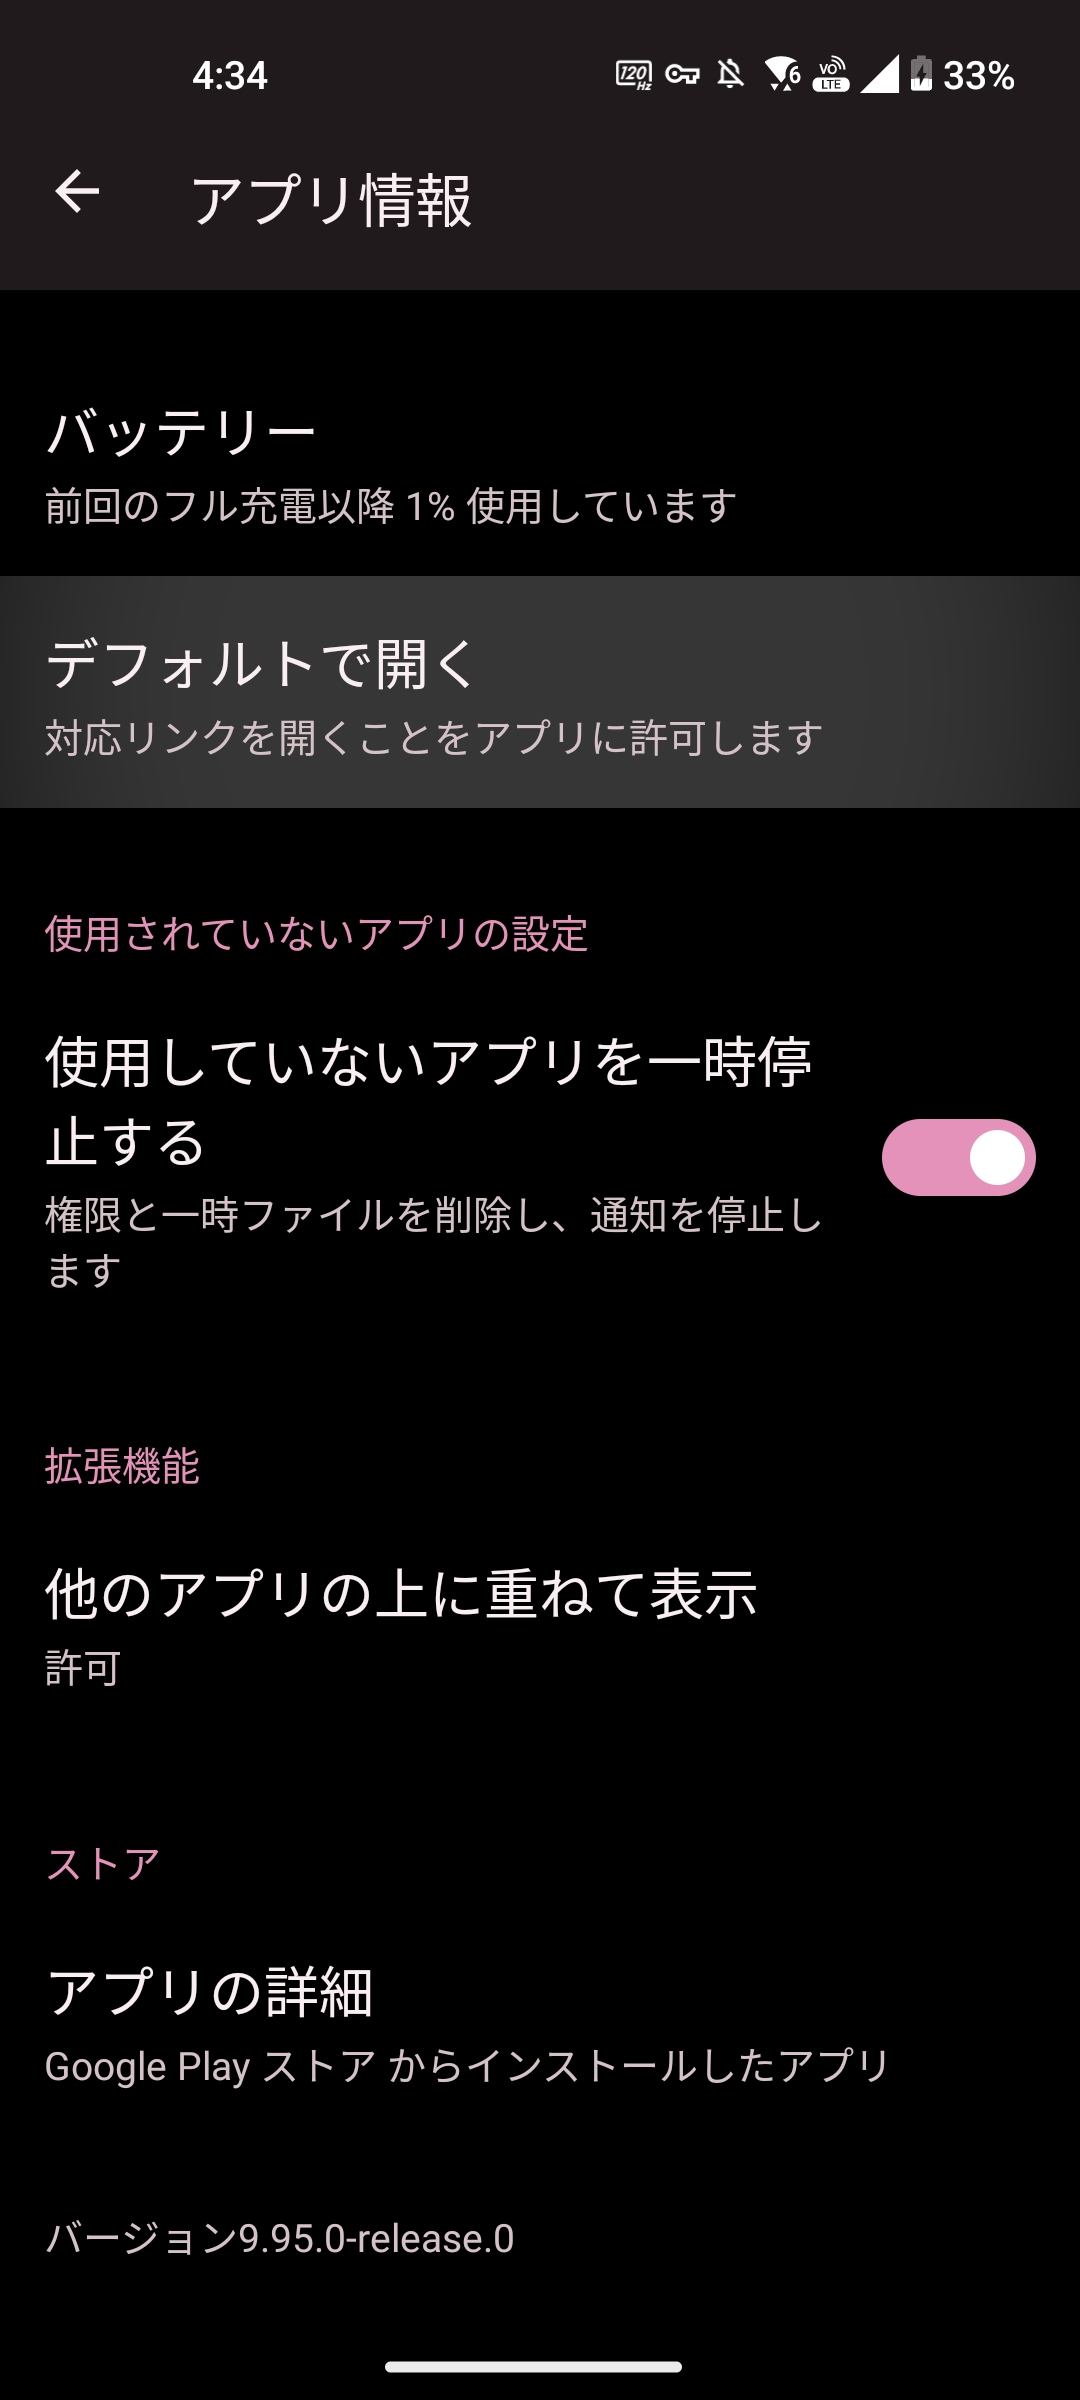 4:34
120Hz
6
VO LTE
33%
アプリ情報
バッテリー
前回のフル充電以降 1% 使用しています
デフォルトで開く
対応リンクを開くことをアプリに許可します
使用されていないアプリの設定
使用していないアプリを一時停
止する
権限と一時ファイルを削除し、通知を停止し
ます
拡張機能
他のアプリの上に重ねて表示
許可
ストア
アプリの詳細
Google Play ストア からインストールしたアプリ
バージョン9.95.0-release.0